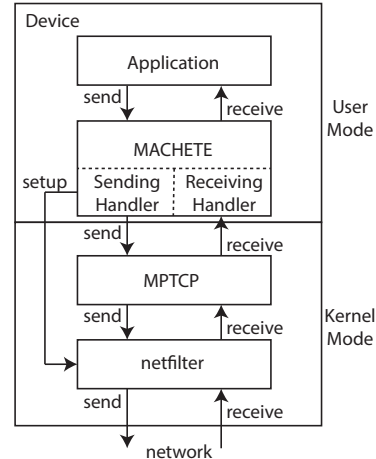 Device
Application
send
receive
User
Mode
MACHETE
setup
Sending
Handler
Receiving
Handler
send
receive
MPTCP
send
receive
Kernel
Mode
netfilter
send
receive
network